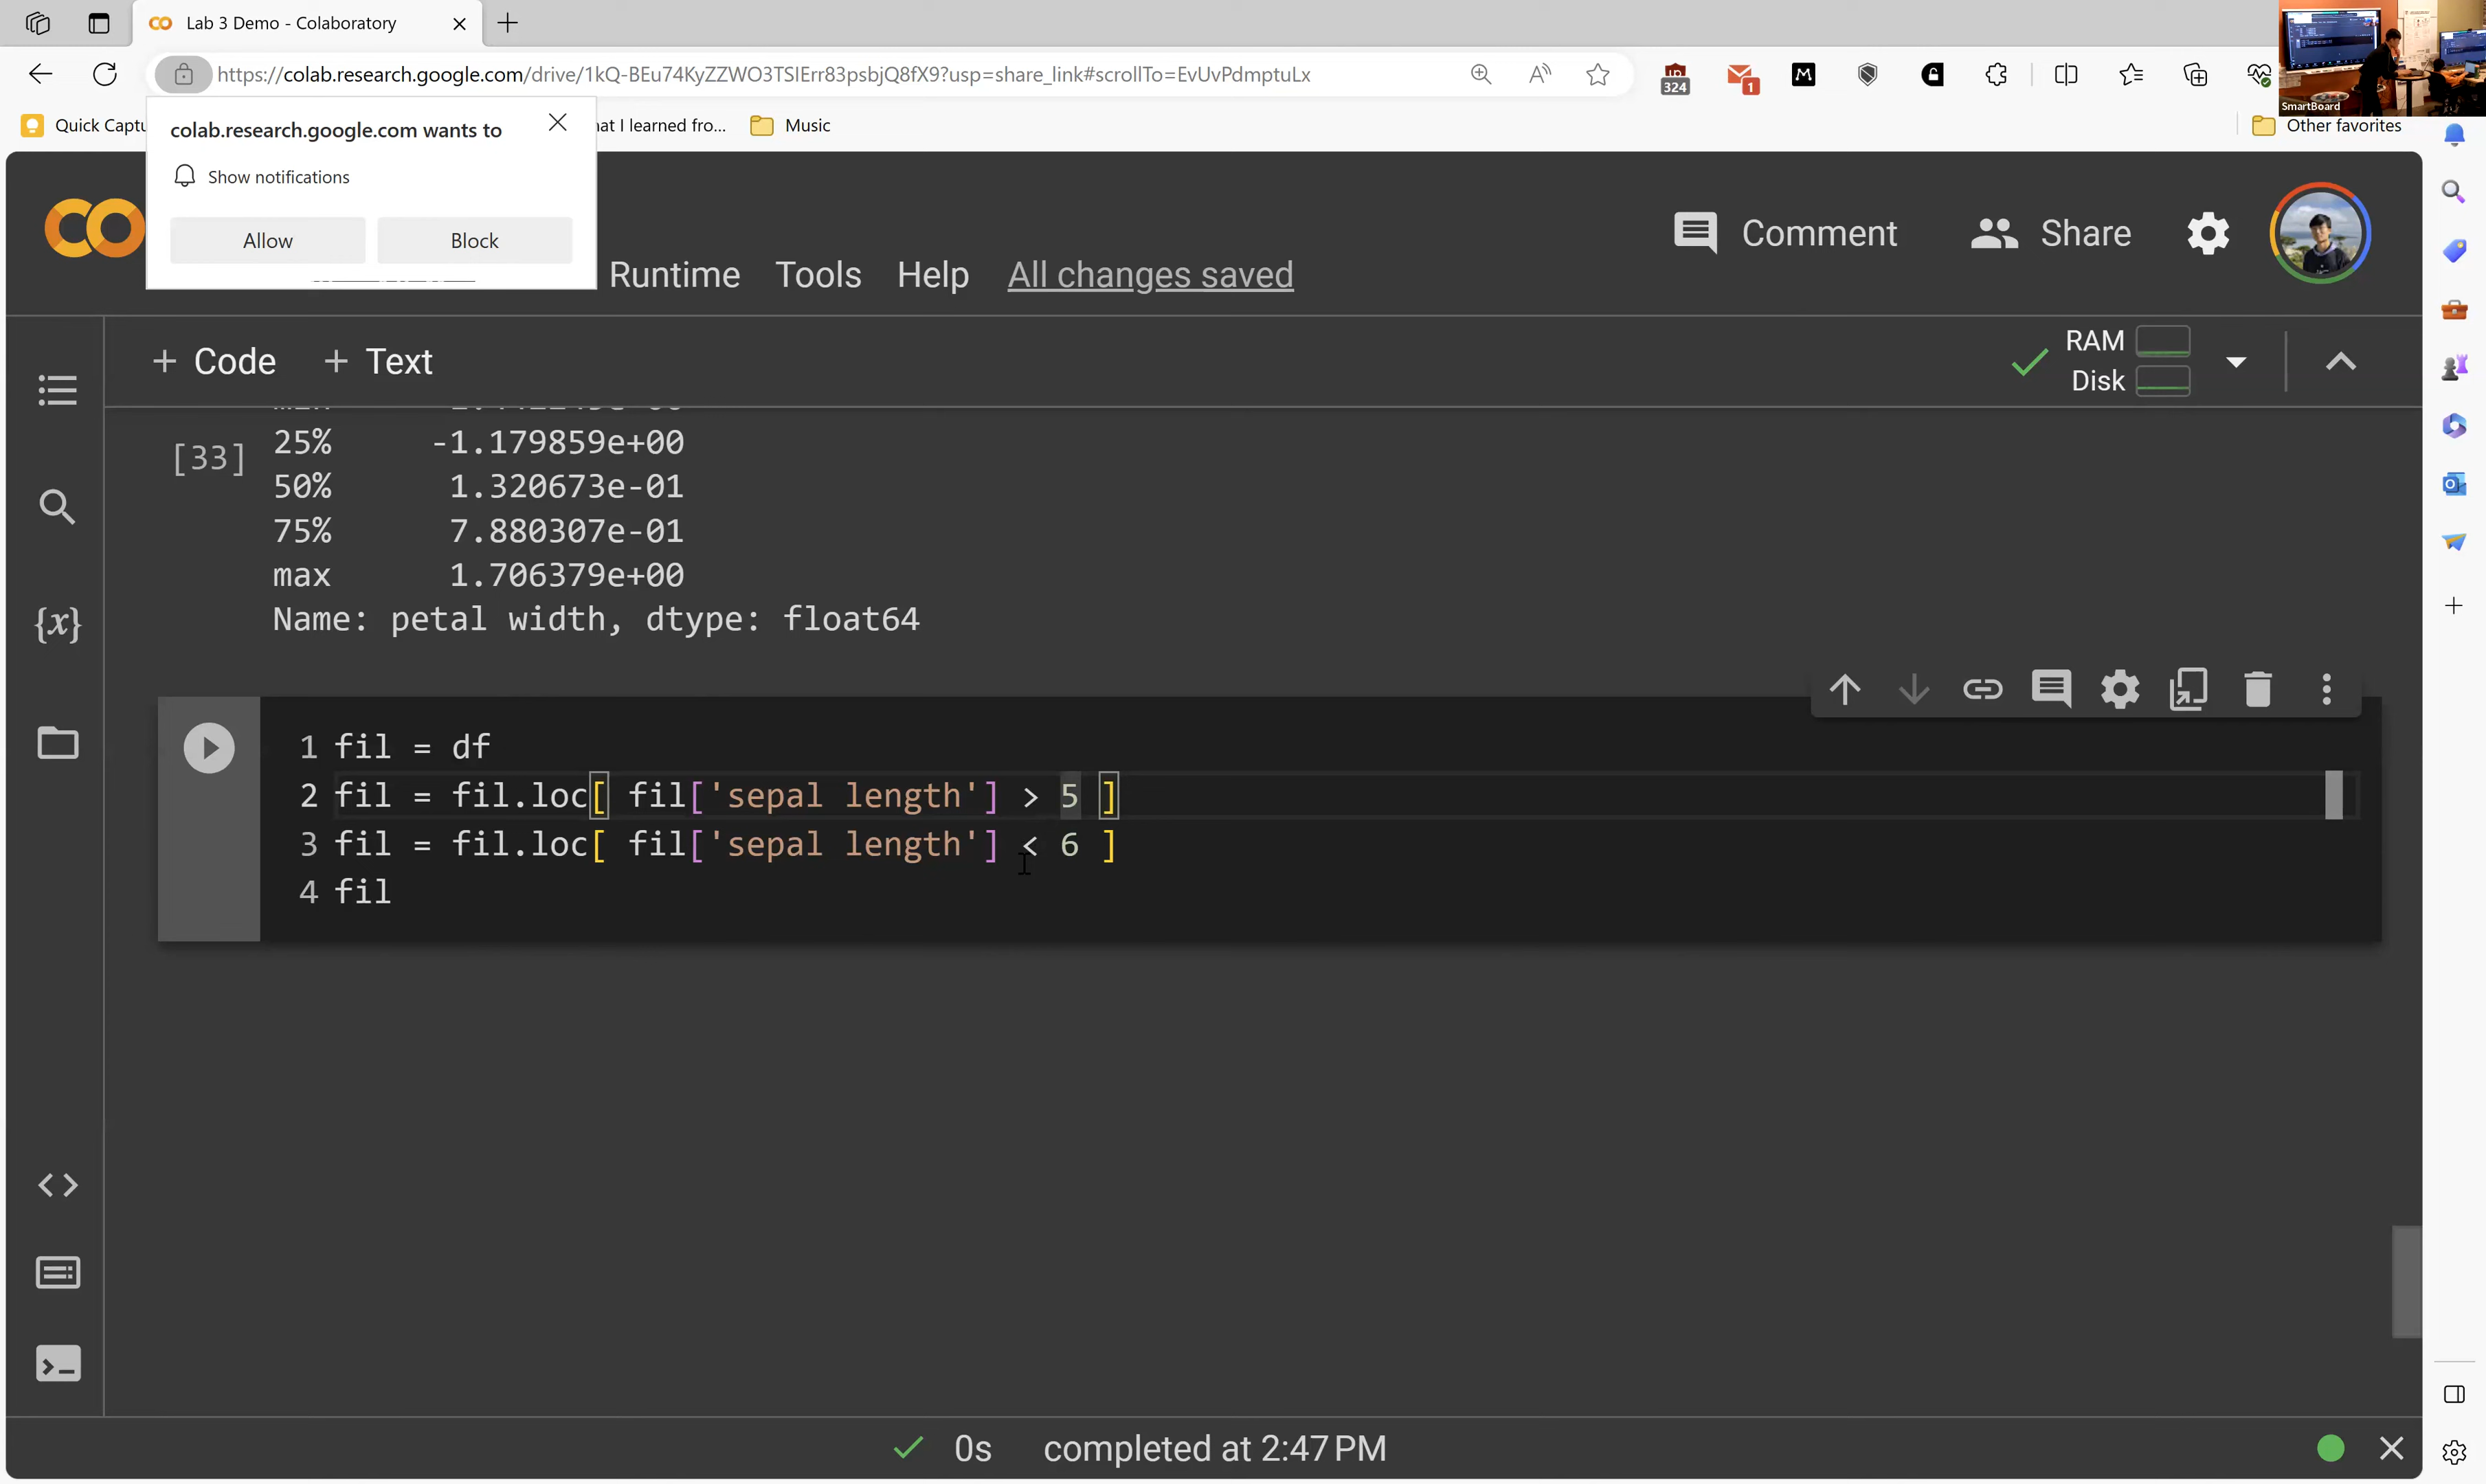 Lab 3 Demo - Colaboratory
https://colab.research.google.com/drive/1kQ-BEu74KyZZWO3TSIErr83psbjQ8fX9?usp=share_link#scrollTo=EvUvPdmptuLx
324
1
SmartBoard
Quick Captu
hat I learned fro...
Music
Other favorites
colab.research.google.com wants to
Show notifications
Allow
Block
Runtime Tools Help All changes saved
Comment
Share
+ Code + Text
RAM
Disk
[33]
25% -1.179859e+00
50% 1.320673e-01
75% 7.880307e-01
max 1.706379e+00
Name: petal width, dtype: float64
{x}
1 fil = df
2 fil = fil.loc[ fil['sepal length'] > 5 ]
3 fil = fil.loc[ fil['sepal length'] < 6 ]
4 fil
0s completed at 2:47 PM